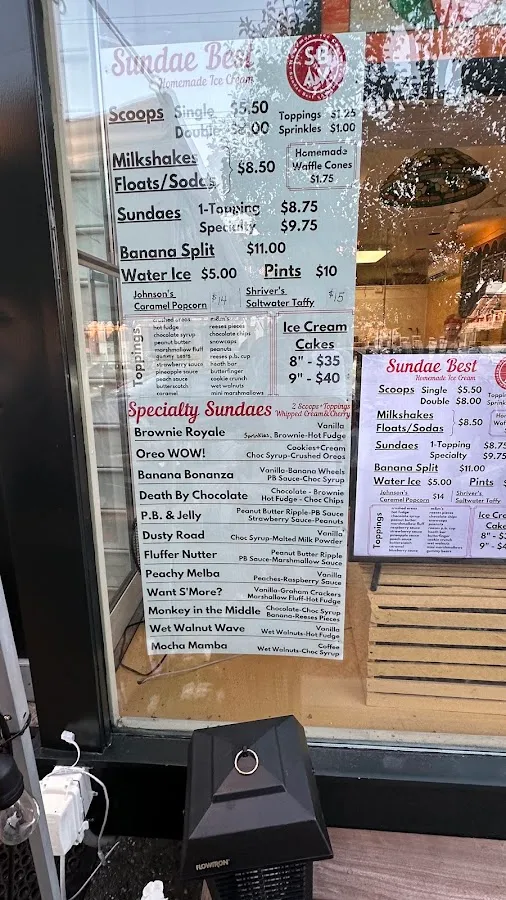 Sundae Best
Homemade Ice Cream
Scoops Single $5.50
Double $8.00
Toppings $1.25
Sprinkles $1.00
Milkshakes
Floats/Sodas
$8.50
Homemade
Waffle Cones
$1.75
Sundaes 1-Topping $8.75
Specialty $9.75
Banana Split $11.00
Water Ice $5.00 Pints $10
Johnson's
Caramel Popcorn $14
Shriver's
Saltwater Taffy $15
Toppings
crushed oreos
hot fudge
chocolate syrup
peanut butter
marshmallow fluff
gummy bears
strawberry sauce
pineapple sauce
peach sauce
butterscotch
caramel
m&m's
reeses pieces
chocolate chips
snowcaps
peanuts
reeses p.b. cup
heath bar
butterfinger
cookie crunch
wet walnuts
mini marshmallows
Ice Cream
Cakes
8" - $35
9" - $40
Specialty Sundaes
2 Scoops+Toppings
Whipped Cream&Cherry
Brownie Royale
Vanilla
Sprinkles, Brownie-Hot Fudge
Oreo WOW!
Cookies+Cream
Choc Syrup-Crushed Oreos
Banana Bonanza
Vanilla-Banana Wheels
PB Sauce-Choc Syrup
Death By Chocolate
Chocolate - Brownie
Hot Fudge - Choc Chips
P.B. & Jelly
Peanut Butter Ripple-PB Sauce
Strawberry Sauce-Peanuts
Dusty Road
Vanilla
Choc Syrup-Malted Milk Powder
Fluffer Nutter
Peanut Butter Ripple
PB Sauce-Marshmallow Sauce
Peachy Melba
Vanilla
Peaches-Raspberry Sauce
Want S'More?
Vanilla-Graham Crackers
Marshallow Fluff-Hot Fudge
Monkey in the Middle
Chocolate-Choc Syrup
Banana-Reeses Pieces
Wet Walnut Wave
Vanilla
Wet Walnuts-Hot Fudge
Mocha Mamba
Coffee
Wet Walnuts-Choc Syrup
Sundae Best
Homemade Ice Cream
Scoops Single $5.50
Double $8.00
Milkshakes
Floats/Sodas
$8.50
Sundaes 1-Topping $8.75
Specialty $9.75
Banana Split $11.00
Water Ice $5.00 Pints
Johnson's
Caramel Popcorn $14
Shriver's
Saltwater Taffy
Toppings
FLOWTRON